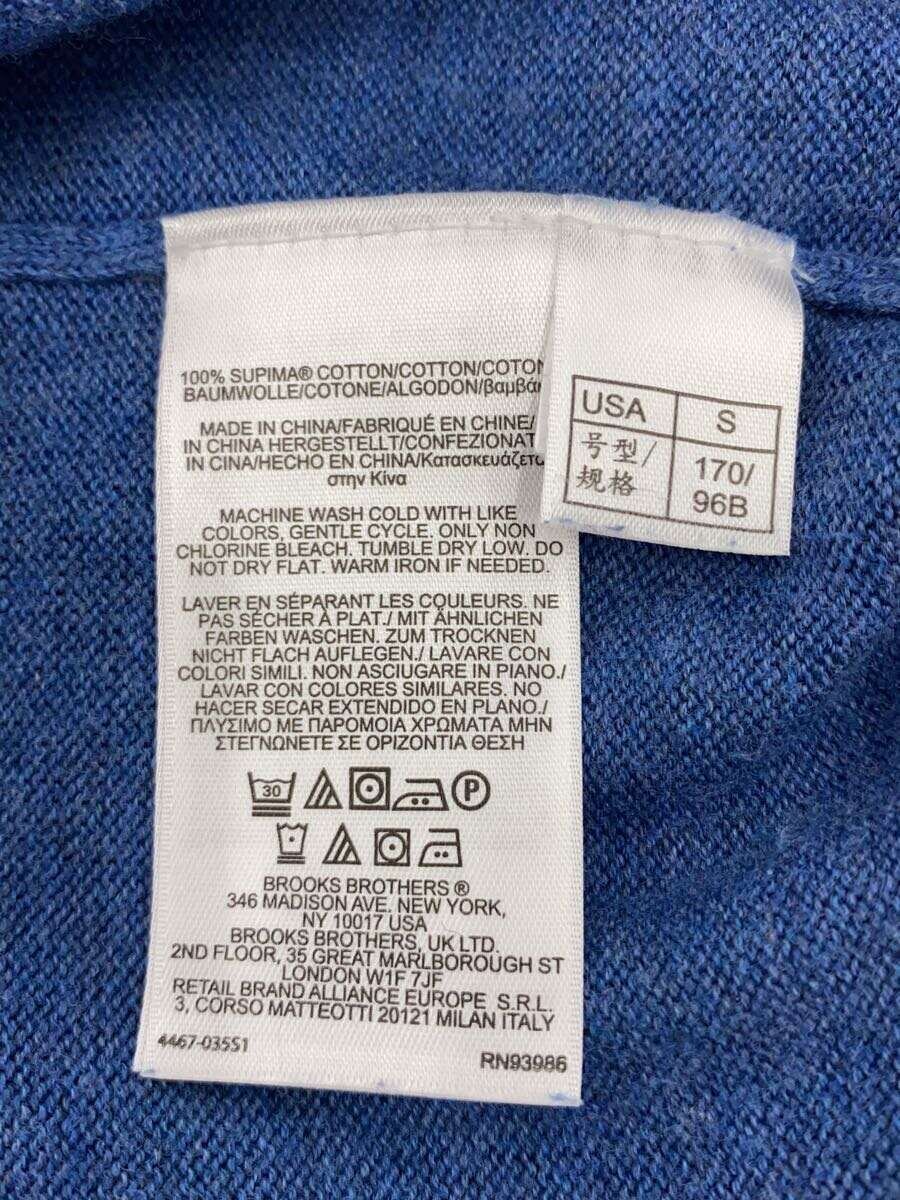 100% SUPIMA® COTTON/COTTON/COTON
BAUMWOLLE/COTONE/ALGODON/βαμβάκ
MADE IN CHINA/FABRIQUÉ EN CHINE/
IN CHINA HERGESTELLT/CONFEZIONAT
IN CINA/HECHO EN CHINA/Κατασκευάζετα
στην Κίνα
MACHINE WASH COLD WITH LIKE
COLORS, GENTLE CYCLE. ONLY NON
CHLORINE BLEACH. TUMBLE DRY LOW. DO
NOT DRY FLAT. WARM IRON IF NEEDED.
LAVER EN SÉPARANT LES COULEURS. NE
PAS SÉCHER À PLAT./ MIT ÄHNLICHEN
FARBEN WASCHEN. ZUM TROCKNEN
NICHT FLACH AUFLEGEN./ LAVARE CON
COLORI SIMILI. NON ASCIUGARE IN PIANO./
LAVAR CON COLORES SIMILARES. NO
HACER SECAR EXTENDIDO EN PLANO./
ΠΛΥΣΙΜΟ ΜΕ ΠΑΡΟΜΟΙΑ ΧΡΩΜΑΤΑ ΜΗΝ
ΣΤΕΓΝΩΝΕΤΕ ΣΕ ΟΡΙΖΟΝΤΙΑ ΘΕΣΗ
30 P
BROOKS BROTHERS ®
346 MADISON AVE. NEW YORK,
NY 10017 USA
BROOKS BROTHERS, UK LTD.
2ND FLOOR, 35 GREAT MARLBOROUGH ST
LONDON W1F 7JF
RETAIL BRAND ALLIANCE EUROPE S.R.L.
3, CORSO MATTEOTTI 20121 MILAN ITALY
4467-03551
RN93986
USA S
号型/ 170/
规格 96B